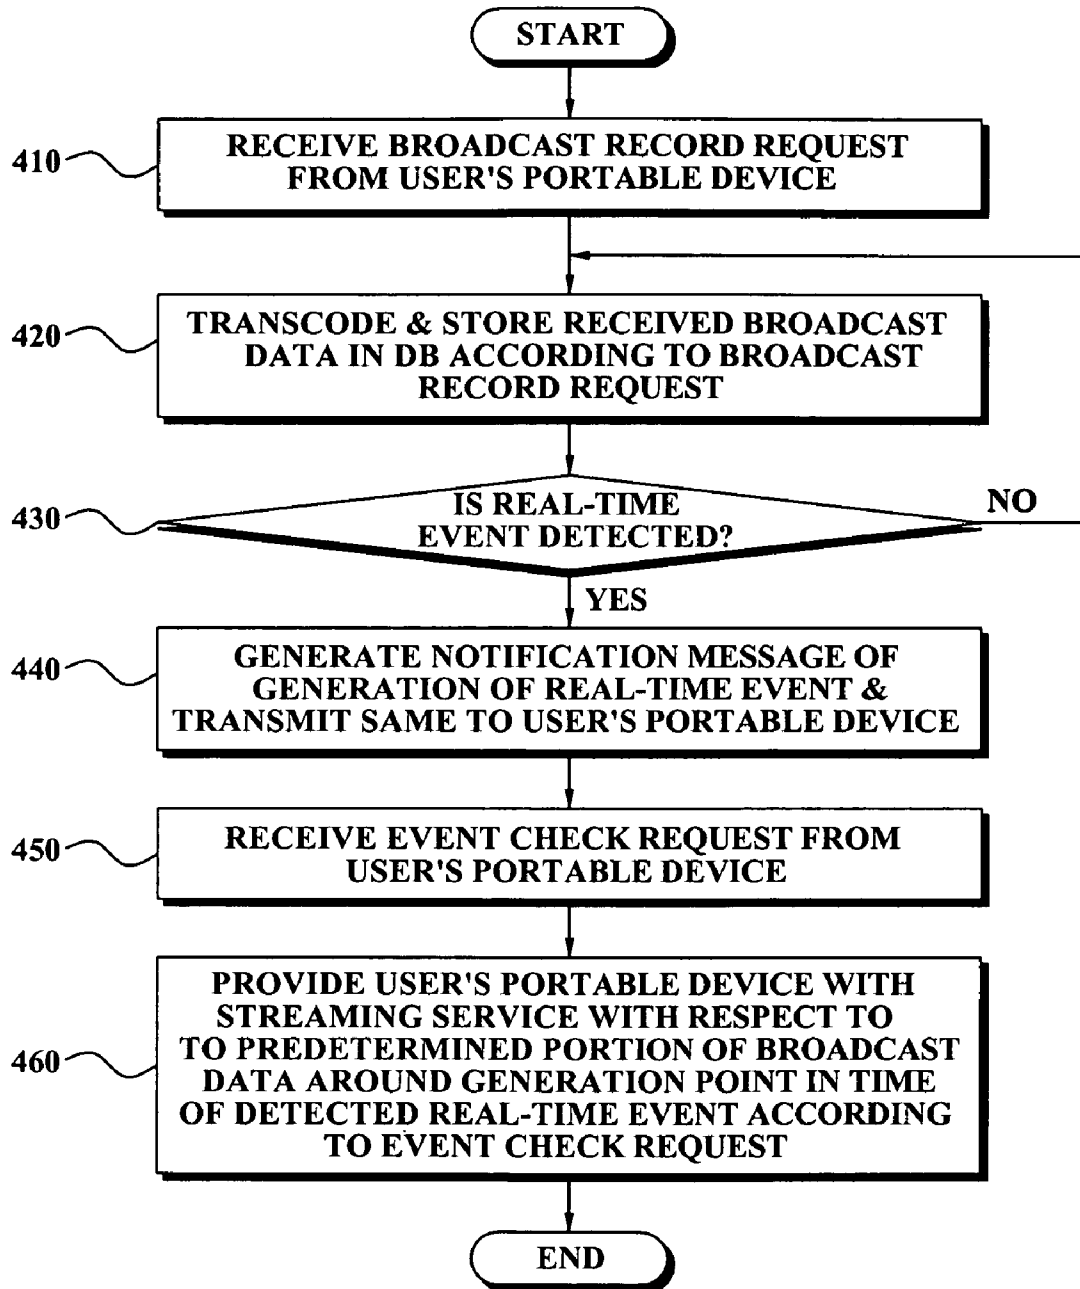 START
410
RECEIVE BROADCAST RECORD REQUEST
FROM USER'S PORTABLE DEVICE
420
TRANSCODE & STORE RECEIVED BROADCAST
DATA IN DB ACCORDING TO BROADCAST
RECORD REQUEST
430
IS REAL-TIME
EVENT DETECTED?
NO
YES
440
GENERATE NOTIFICATION MESSAGE OF
GENERATION OF REAL-TIME EVENT &
TRANSMIT SAME TO USER'S PORTABLE DEVICE
450
RECEIVE EVENT CHECK REQUEST FROM
USER'S PORTABLE DEVICE
460
PROVIDE USER'S PORTABLE DEVICE WITH
STREAMING SERVICE WITH RESPECT TO
TO PREDETERMINED PORTION OF BROADCAST
DATA AROUND GENERATION POINT IN TIME
OF DETECTED REAL-TIME EVENT ACCORDING
TO EVENT CHECK REQUEST
END